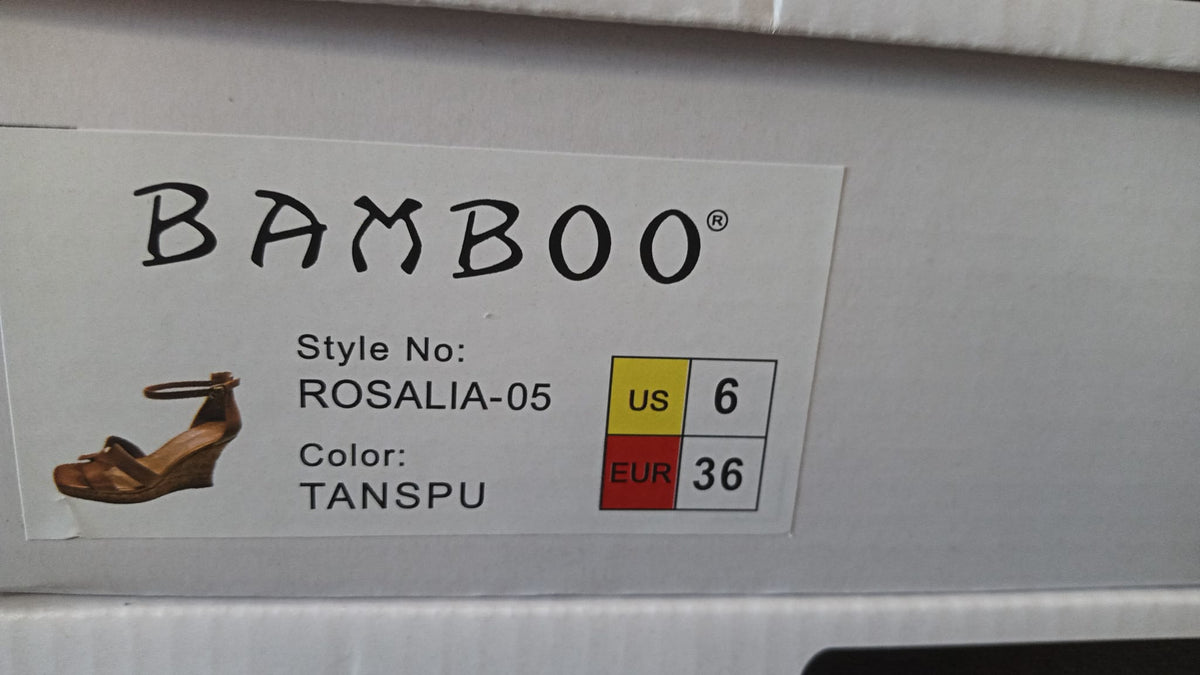 BAMBOO®
Style No:
ROSALIA-05
Color:
TANSPU
US 6
EUR 36